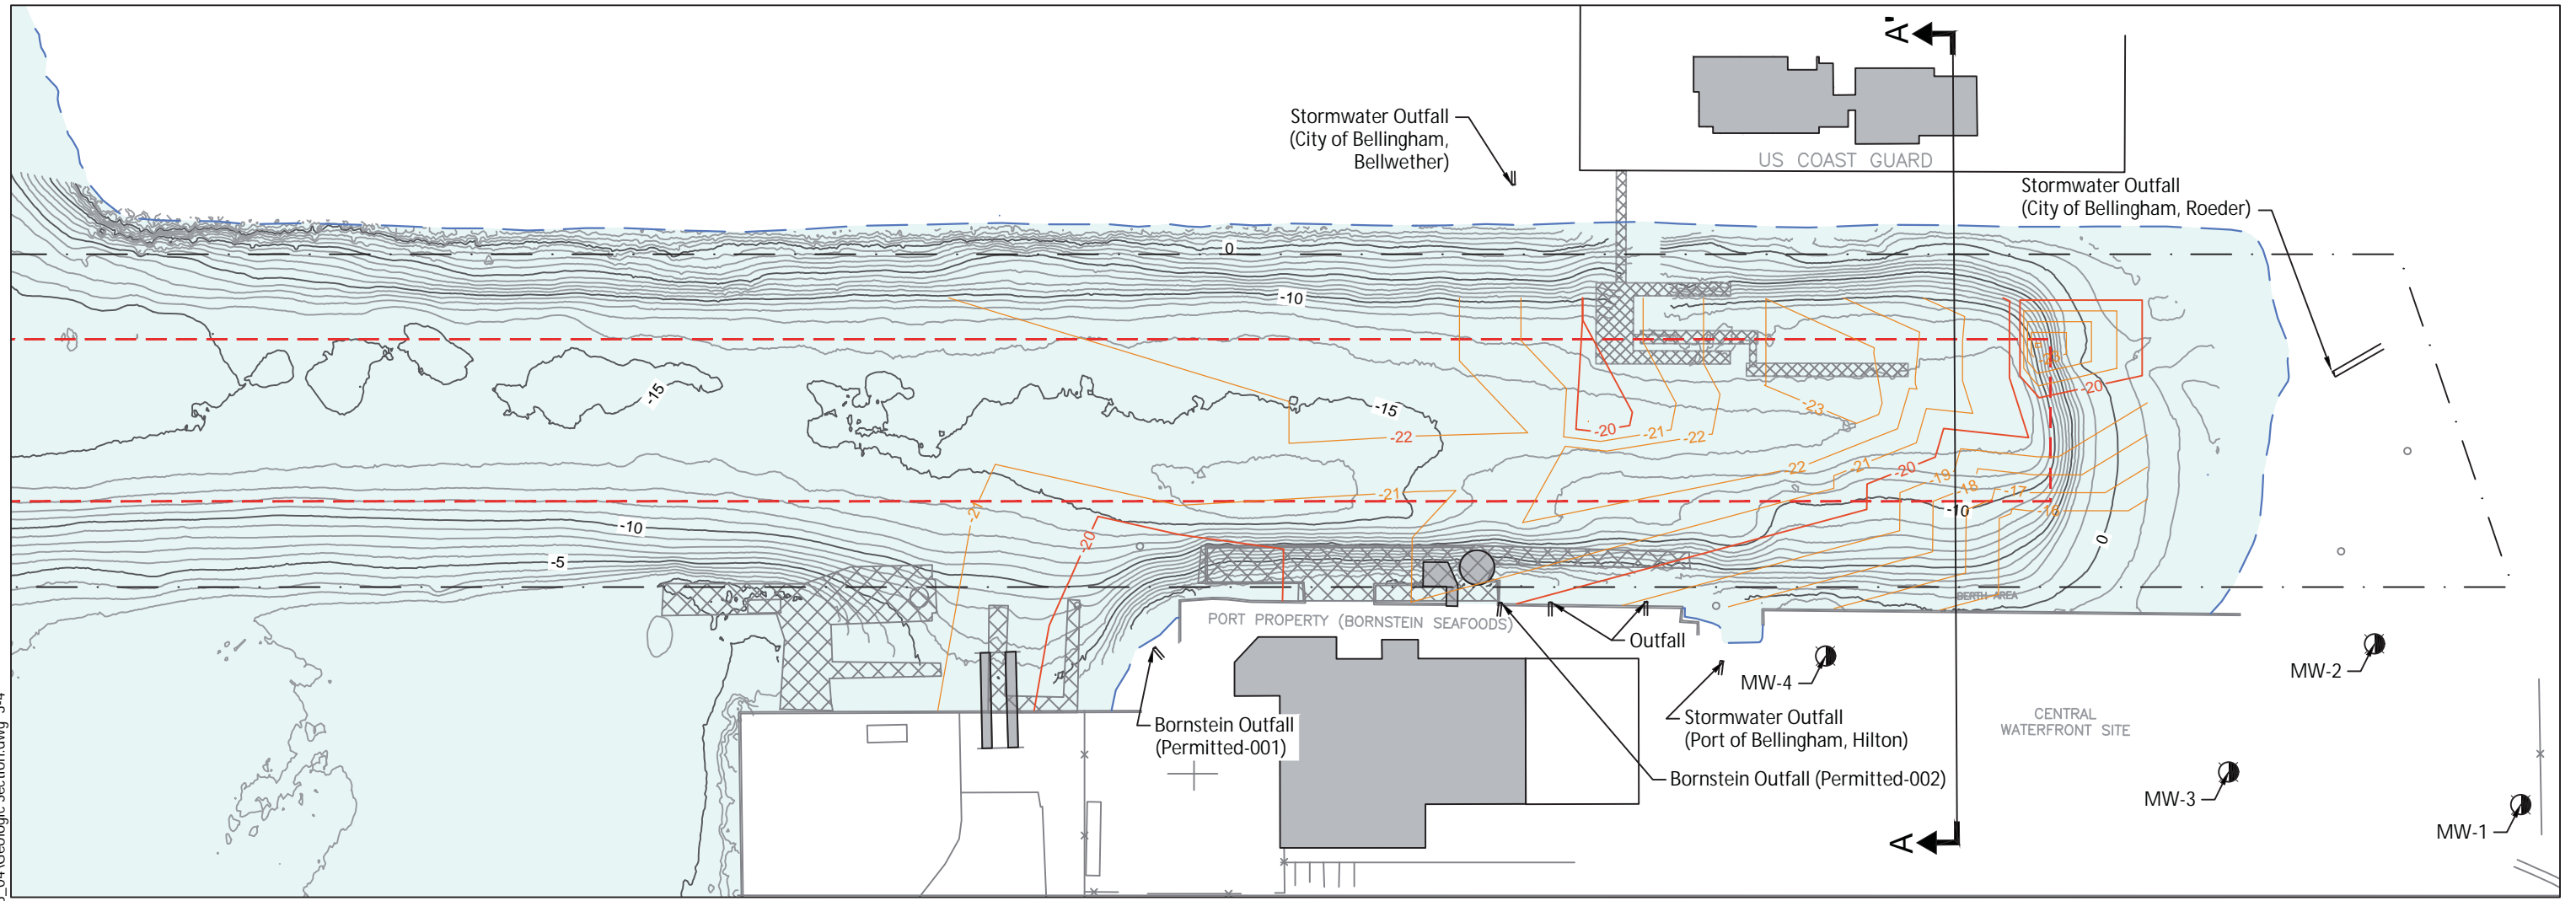 A'
Stormwater Outfall
(City of Bellingham,
Bellwether)
US COAST GUARD
Stormwater Outfall
(City of Bellingham, Roeder)
0
-10
-15
-15
-20
-23
-20
-21
-22
-22
-22
-21
-20
-19
-18
-17
-16
-21
-21
-20
-10
-10
-5
0
BERTH AREA
PORT PROPERTY (BORNSTEIN SEAFOODS)
Outfall
MW-4
MW-2
Bornstein Outfall
(Permitted-001)
Stormwater Outfall
(Port of Bellingham, Hilton)
CENTRAL
WATERFRONT SITE
Bornstein Outfall (Permitted-002)
MW-3
MW-1
A